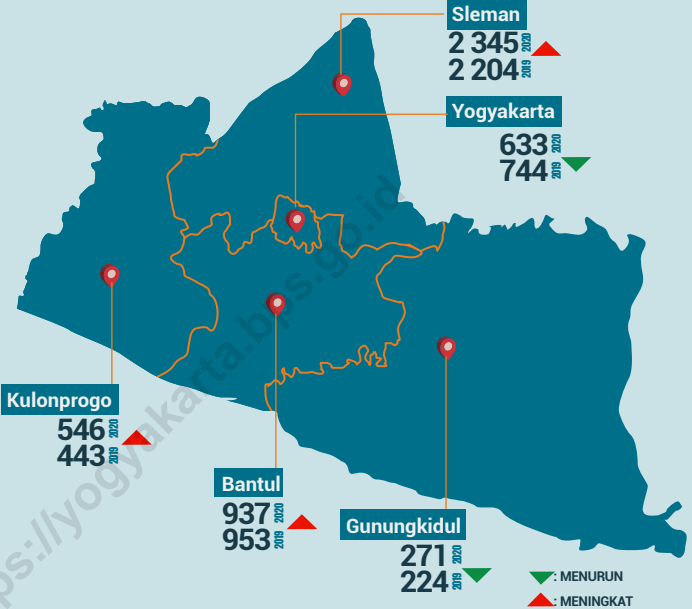 Sleman
2 345 2020
2 204 2019
Yogyakarta
633 2020
744 2019
Kulonprogo
546 2020
443 2019
Bantul
937 2020
953 2019
Gunungkidul
271 2020
224 2019
: MENURUN
: MENINGKAT
ps://yogyakarta.bps.go.id